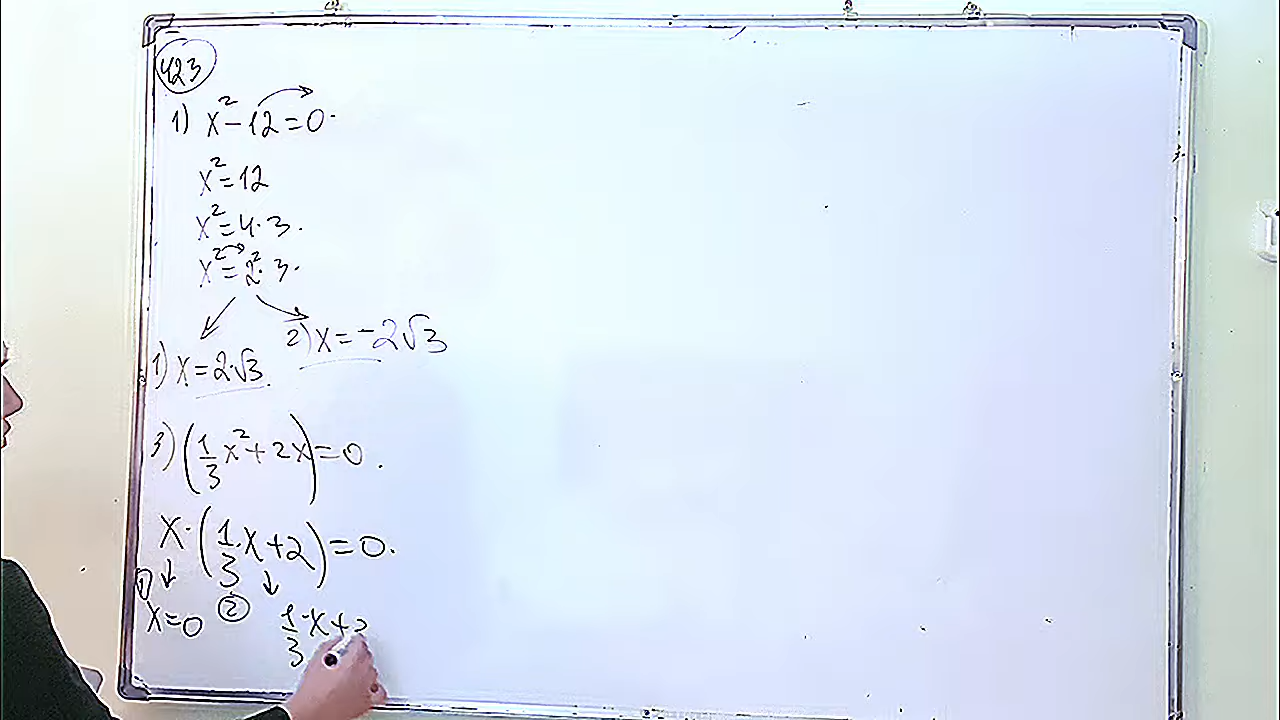 423
1) x² - 12 = 0
x² = 12
x² = 4 · 3
x² = 2² · 3
1) x = 2·√3
2) x = -2√3
3) (1/3 x² + 2x) = 0
x · (1/3 · x + 2) = 0
1) x = 0
2) 1/3 · x +